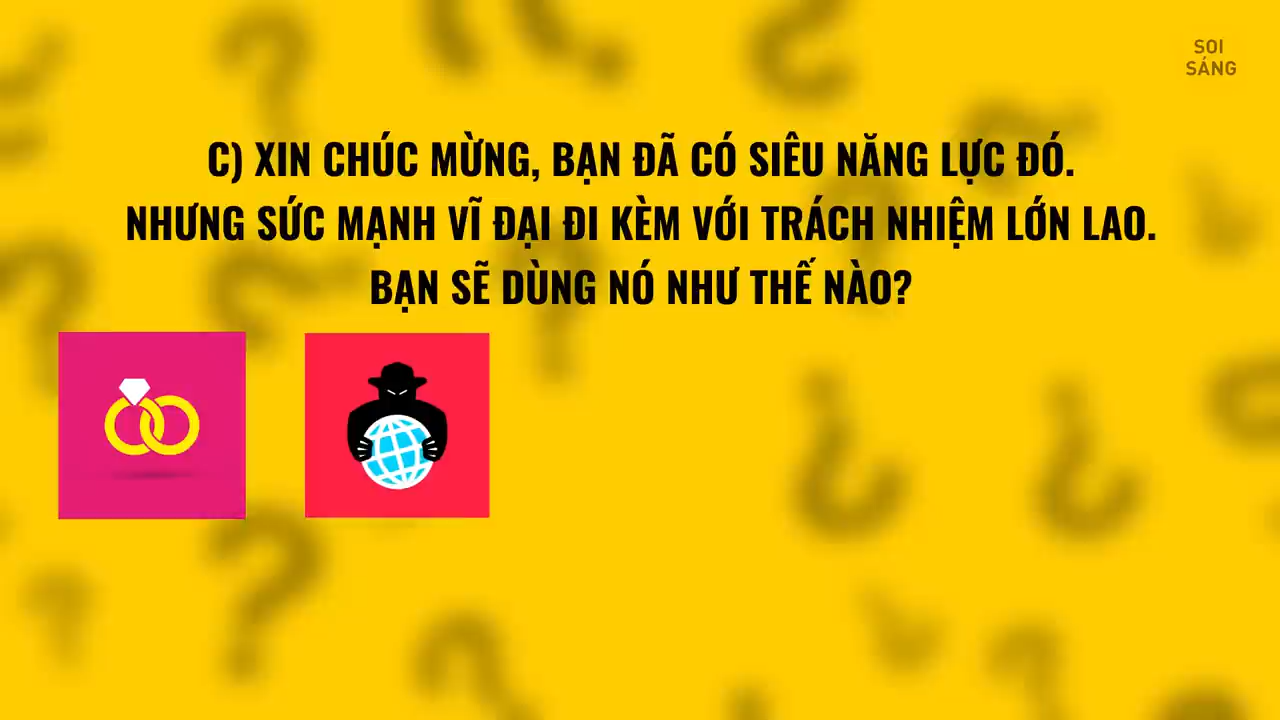 SOI
SÁNG
C) XIN CHÚC MỪNG, BẠN ĐÃ CÓ SIÊU NĂNG LỰC ĐÓ.
NHƯNG SỨC MẠNH VĨ ĐẠI ĐI KÈM VỚI TRÁCH NHIỆM LỚN LAO.
BẠN SẼ DÙNG NÓ NHƯ THẾ NÀO?